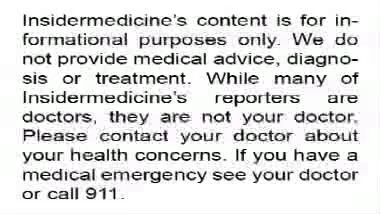 Insidermedicine's content is for in-
formational purposes only. We do
not provide medical advice, diagno-
sis or treatment. While many of
Insidermedicine's reporters are
doctors, they are not your doctor.
Please contact your doctor about
your health concerns. If you have a
medical emergency see your doctor
or call 911.